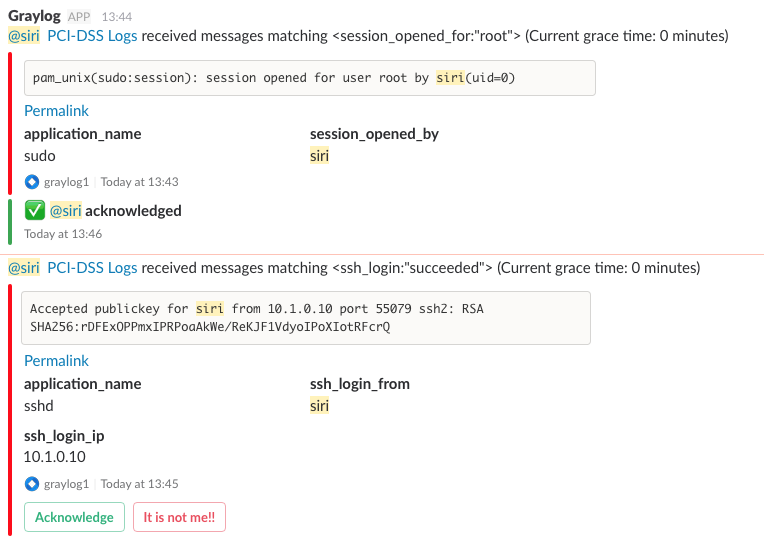 Graylog APP 13:44
@siri PCI-DSS Logs received messages matching <session_opened_for:"root"> (Current grace time: 0 minutes)
pam_unix(sudo:session): session opened for user root by siri(uid=0)
Permalink
application_name session_opened_by
sudo siri
graylog1 Today at 13:43
@siri acknowledged
Today at 13:46
@siri PCI-DSS Logs received messages matching <ssh_login:"succeeded"> (Current grace time: 0 minutes)
Accepted publickey for siri from 10.1.0.10 port 55079 ssh2: RSA
SHA256:rDFExOPPmxIPRPoaAkWe/ReKJF1VdyoIPoXIotRFcrQ
Permalink
application_name ssh_login_from
sshd siri
ssh_login_ip
10.1.0.10
graylog1 Today at 13:45
Acknowledge It is not me!!